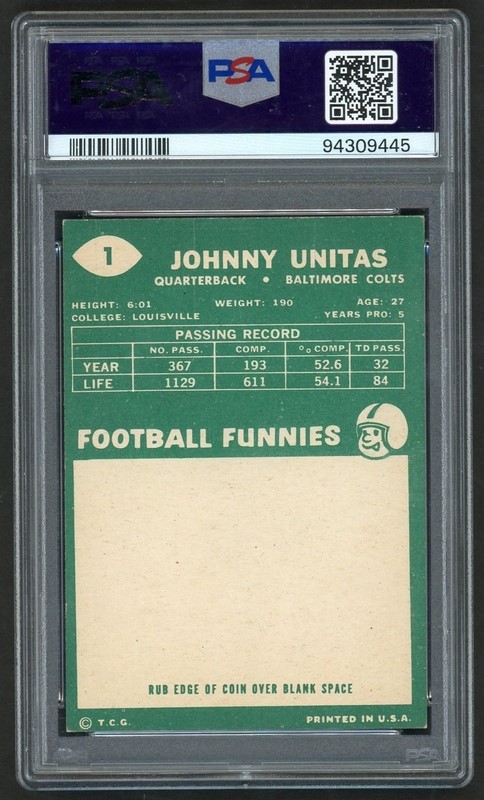 PSA
PSA
94309445
1
JOHNNY UNITAS
QUARTERBACK • BALTIMORE COLTS
HEIGHT: 6:01 WEIGHT: 190 AGE: 27
COLLEGE: LOUISVILLE YEARS PRO: 5
PASSING RECORD
NO. PASS. COMP. % COMP. TD PASS.
YEAR 367 193 52.6 32
LIFE 1129 611 54.1 84
FOOTBALL FUNNIES
RUB EDGE OF COIN OVER BLANK SPACE
© T.C.G. PRINTED IN U.S.A.